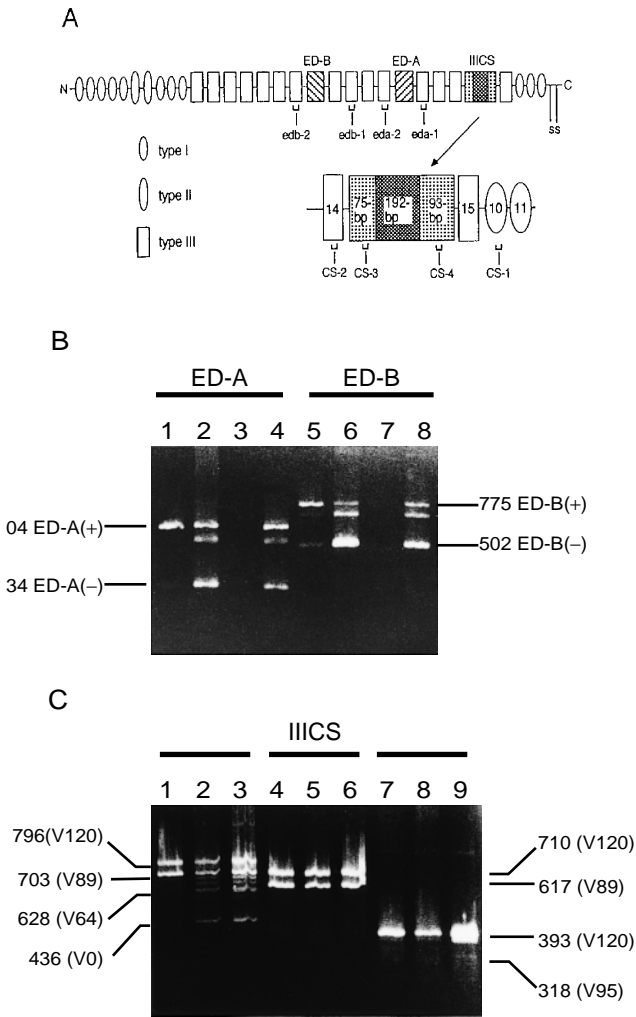 A
ED-B ED-A IIICS
N C
ss
edb-2 edb-1 eda-2 eda-1
type I
type Ii
type III
14 75-bp 192-bp 93-bp 15 10 11
CS-2 CS-3 CS-4 CS-1
B
ED-A ED-B
1 2 3 4 5 6 7 8
04 ED-A(+)
34 ED-A(−)
775 ED-B(+)
502 ED-B(−)
C
IIICS
1 2 3 4 5 6 7 8 9
796(V120)
703 (V89)
628 (V64)
436 (V0)
710 (V120)
617 (V89)
393 (V120)
318 (V95)